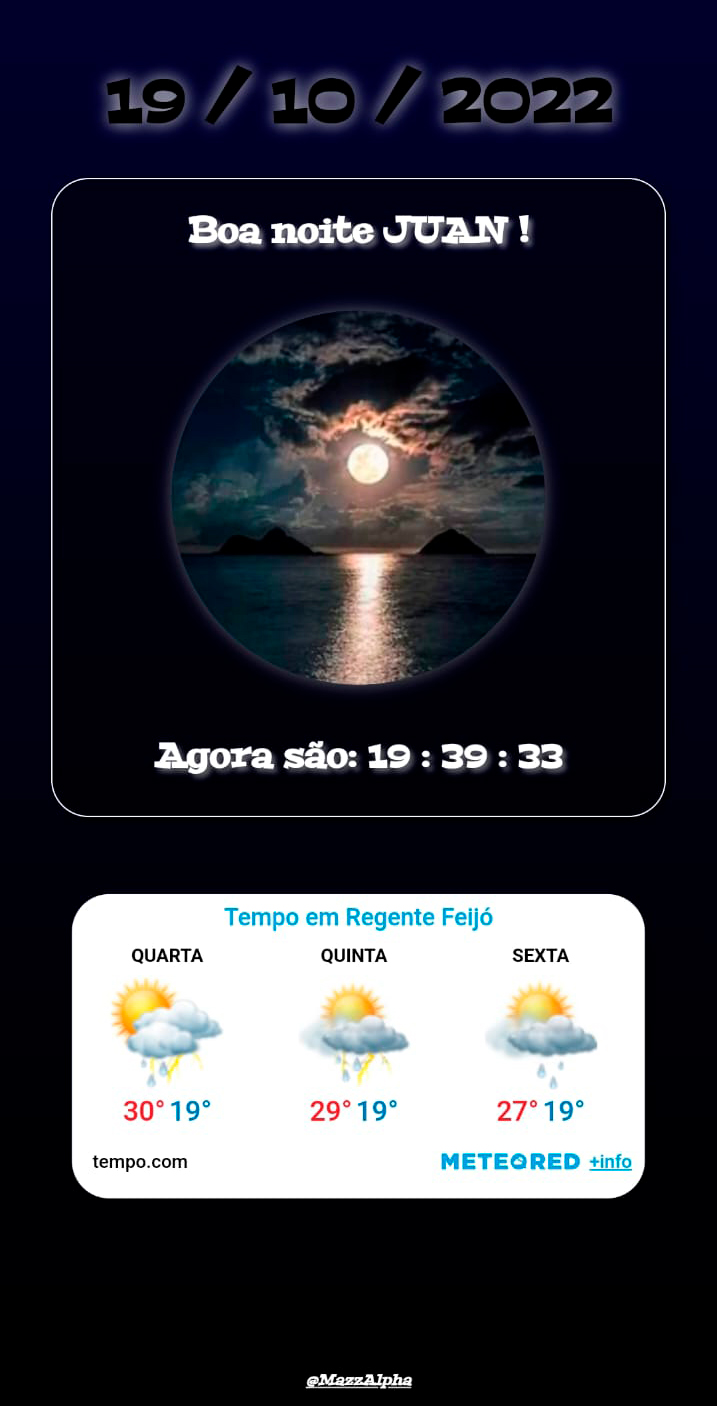 19 / 10 / 2022
Boa noite JUAN !
Agora são: 19 : 39 : 33
Tempo em Regente Feijó
QUARTA QUINTA SEXTA
30° 19° 29° 19° 27° 19°
tempo.com METEORED +info
@MazzAlpha